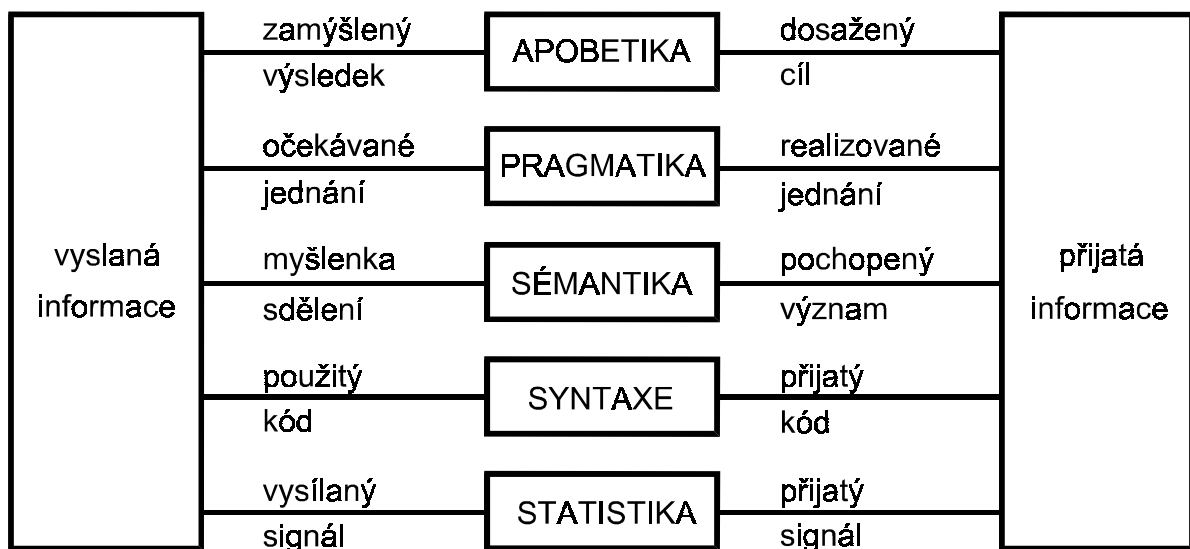 zamýšlený
výsledek
APOBETIKA
dosažený
cíl
očekávané
jednání
PRAGMATIKA
realizované
jednání
vyslaná
informace
myšlenka
sdělení
SÉMANTIKA
pochopený
význam
přijatá
informace
použitý
kód
SYNTAXE
přijatý
kód
vysílaný
signál
STATISTIKA
přijatý
signál